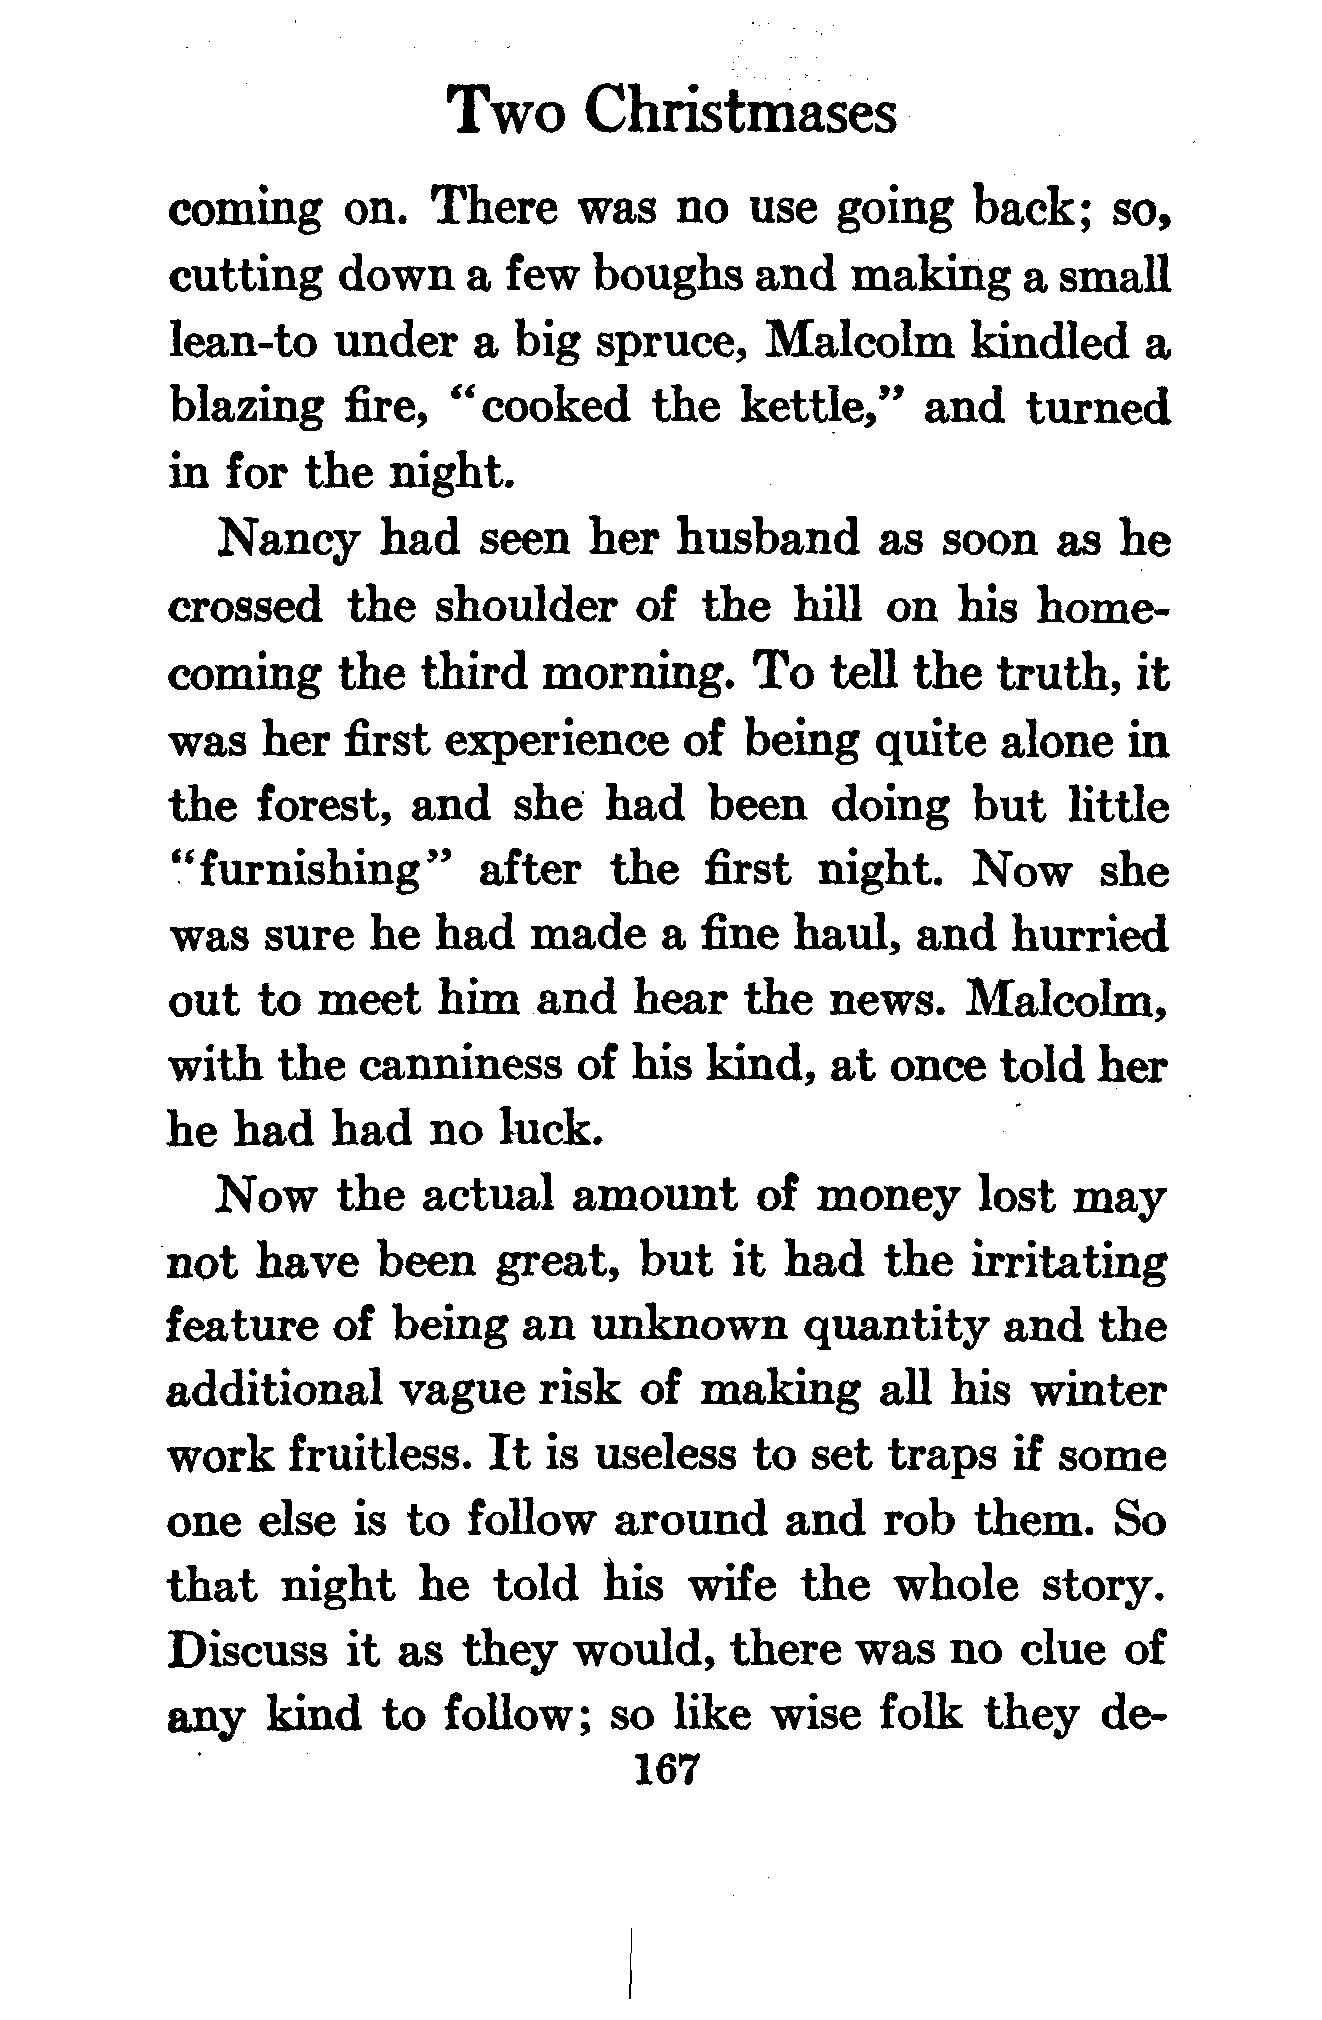 Two Christmases
coming on. There was no use going back; so,
cutting down a few boughs and making a small
lean-to under a big spruce, Malcolm kindled a
blazing fire, “cooked the kettle,” and turned
in for the night.
Nancy had seen her husband as soon as he
crossed the shoulder of the hill on his home-
coming the third morning. To tell the truth, it
was her first experience of being quite alone in
the forest, and she had been doing but little
“furnishing” after the first night. Now she
was sure he had made a fine haul, and hurried
out to meet him and hear the news. Malcolm,
with the canniness of his kind, at once told her
he had had no luck.
Now the actual amount of money lost may
not have been great, but it had the irritating
feature of being an unknown quantity and the
additional vague risk of making all his winter
work fruitless. It is useless to set traps if some
one else is to follow around and rob them. So
that night he told his wife the whole story.
Discuss it as they would, there was no clue of
any kind to follow; so like wise folk they de-
167